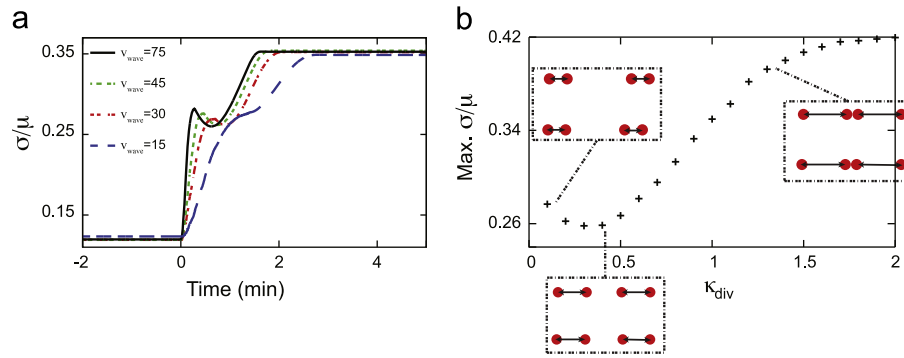 a
σ/μ
0.35
0.25
0.15
v_wave=75
v_wave=45
v_wave=30
v_wave=15
-2
0
2
4
Time (min)
b
Max. σ/μ
0.42
0.34
0.26
0
0.5
1
1.5
2
κ_div